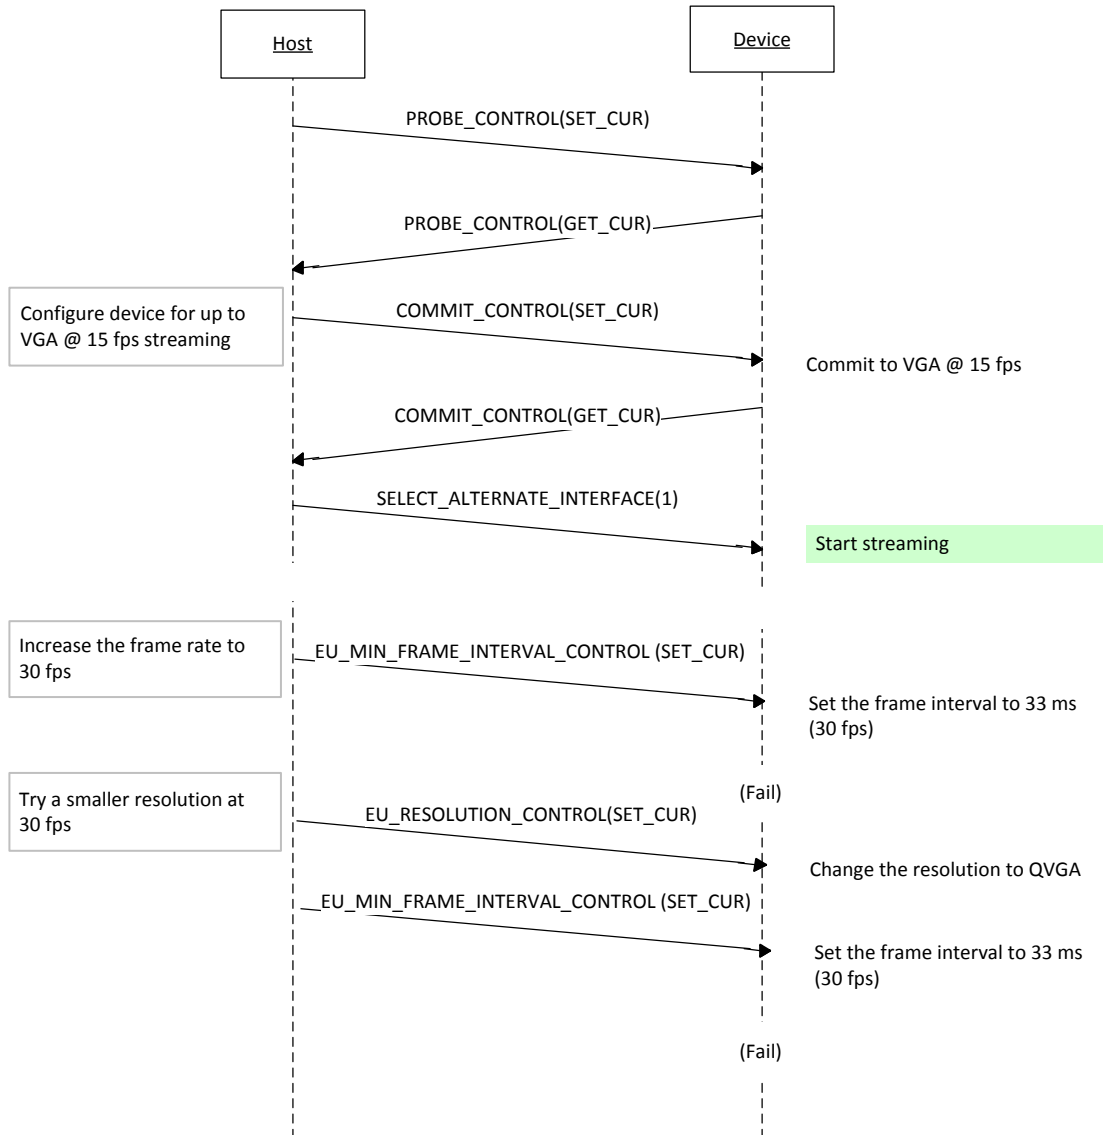 Host
Device
PROBE_CONTROL(SET_CUR)
PROBE_CONTROL(GET_CUR)
Configure device for up to
VGA @ 15 fps streaming
COMMIT_CONTROL(SET_CUR)
Commit to VGA @ 15 fps
COMMIT_CONTROL(GET_CUR)
SELECT_ALTERNATE_INTERFACE(1)
Start streaming
Increase the frame rate to
30 fps
EU_MIN_FRAME_INTERVAL_CONTROL (SET_CUR)
Set the frame interval to 33 ms
(30 fps)
(Fail)
Try a smaller resolution at
30 fps
EU_RESOLUTION_CONTROL(SET_CUR)
Change the resolution to QVGA
EU_MIN_FRAME_INTERVAL_CONTROL (SET_CUR)
Set the frame interval to 33 ms
(30 fps)
(Fail)